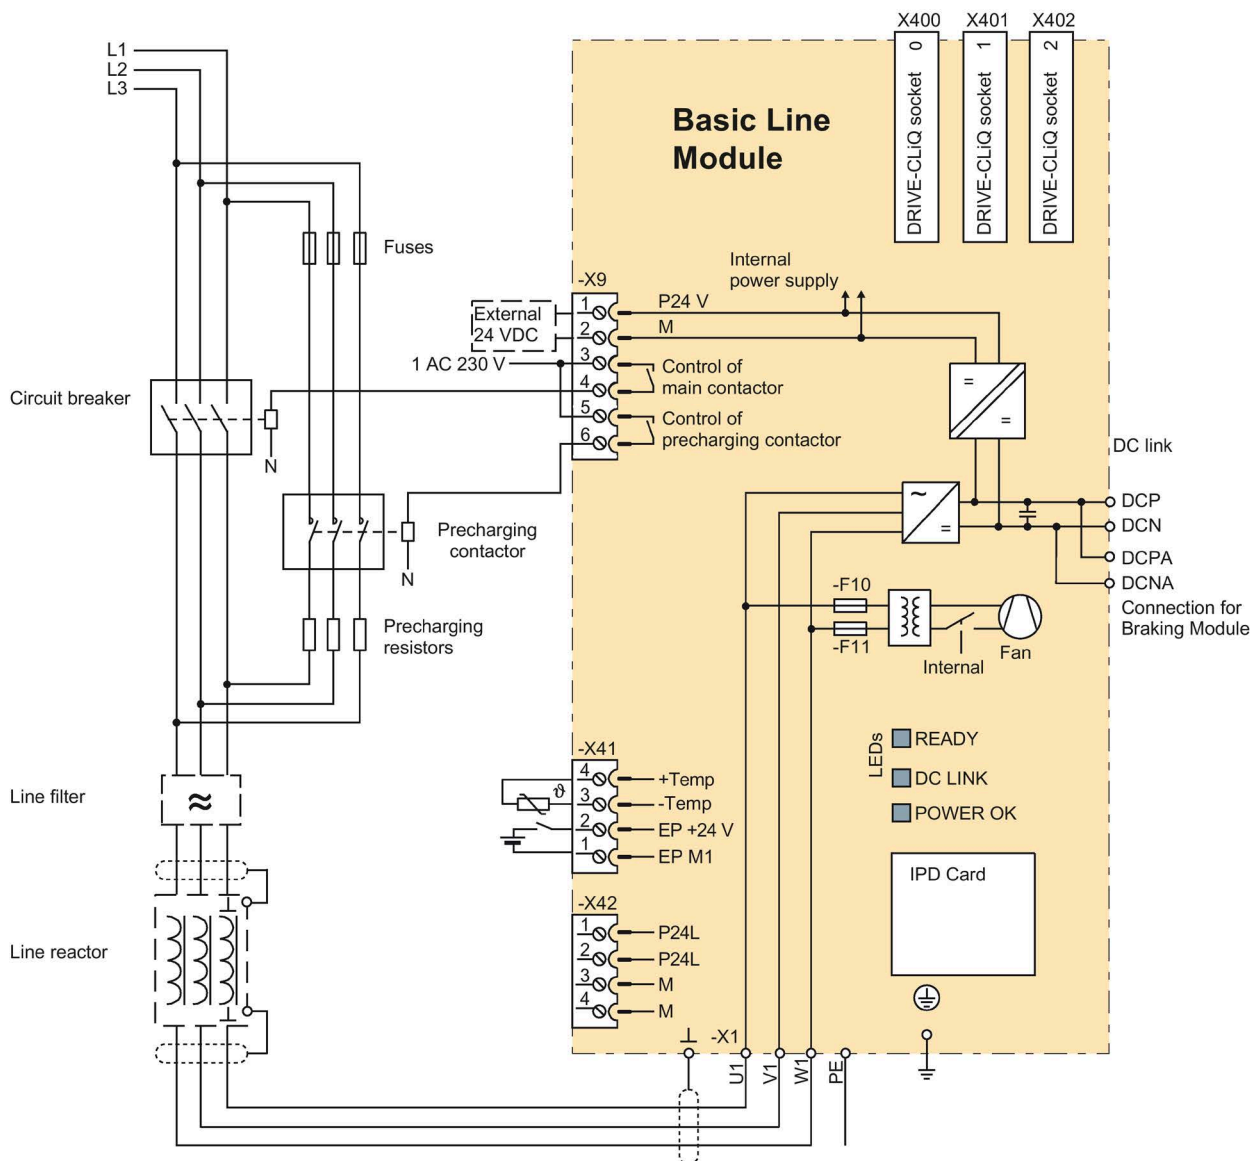 X400 X401 X402
L1
L2
L3
DRIVE-CLiQ socket 0
DRIVE-CLiQ socket 1
DRIVE-CLiQ socket 2
Basic Line
Module
Fuses
Internal
power supply
-X9
External
24 VDC
1 P24 V
2 M
1 AC 230 V
3
4
Control of
main contactor
5
6
Control of
precharging contactor
=
=
Circuit breaker
N
DC link
Precharging
contactor
N
~
=
DCP
DCN
DCPA
DCNA
Connection for
Braking Module
-F10
-F11
Internal
Fan
Precharging
resistors
LEDs
READY
DC LINK
POWER OK
-X41
4 +Temp
3 -Temp
2 EP +24 V
1 EP M1
ϑ
Line filter
≈
IPD Card
-X42
1 P24L
2 P24L
3 M
4 M
Line reactor
-X1
U1
V1
W1
PE